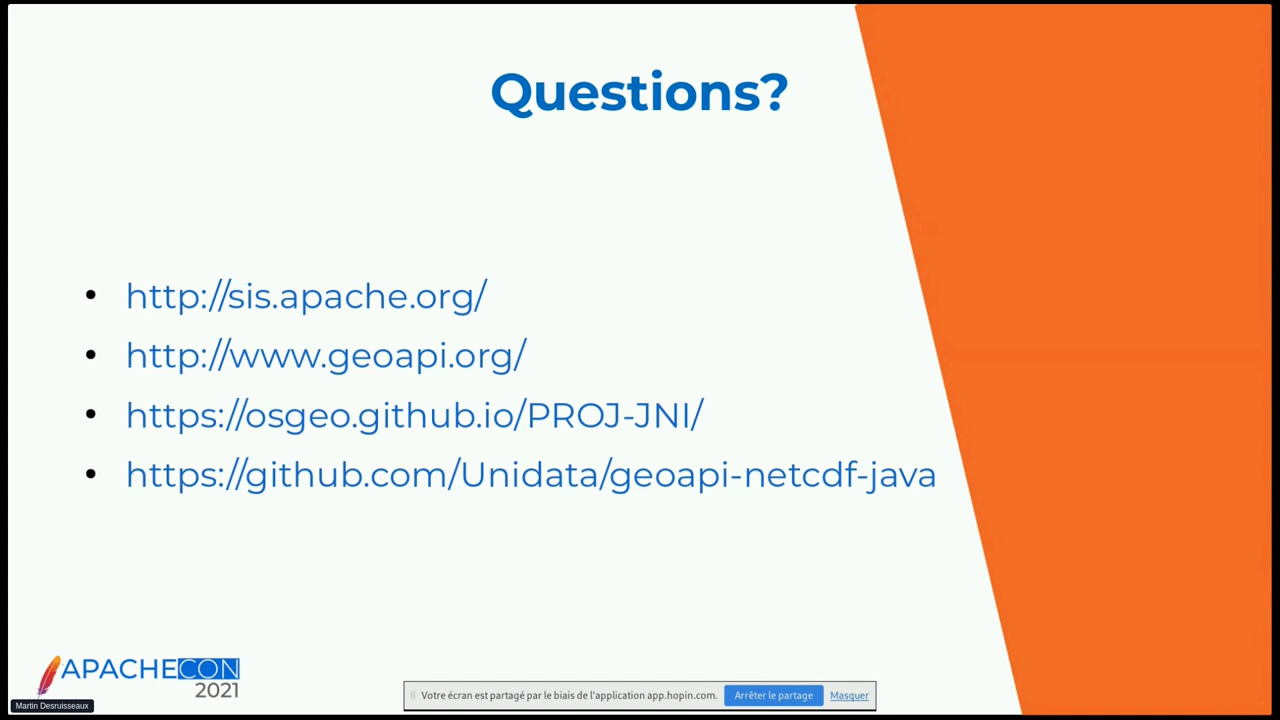 Questions?
• http://sis.apache.org/
• http://www.geoapi.org/
• https://osgeo.github.io/PROJ-JNI/
• https://github.com/Unidata/geoapi-netcdf-java
APACHECON
2021
Martin Desruisseaux
Votre écran est partagé par le biais de l'application app.hopin.com. Arrêter le partage Masquer